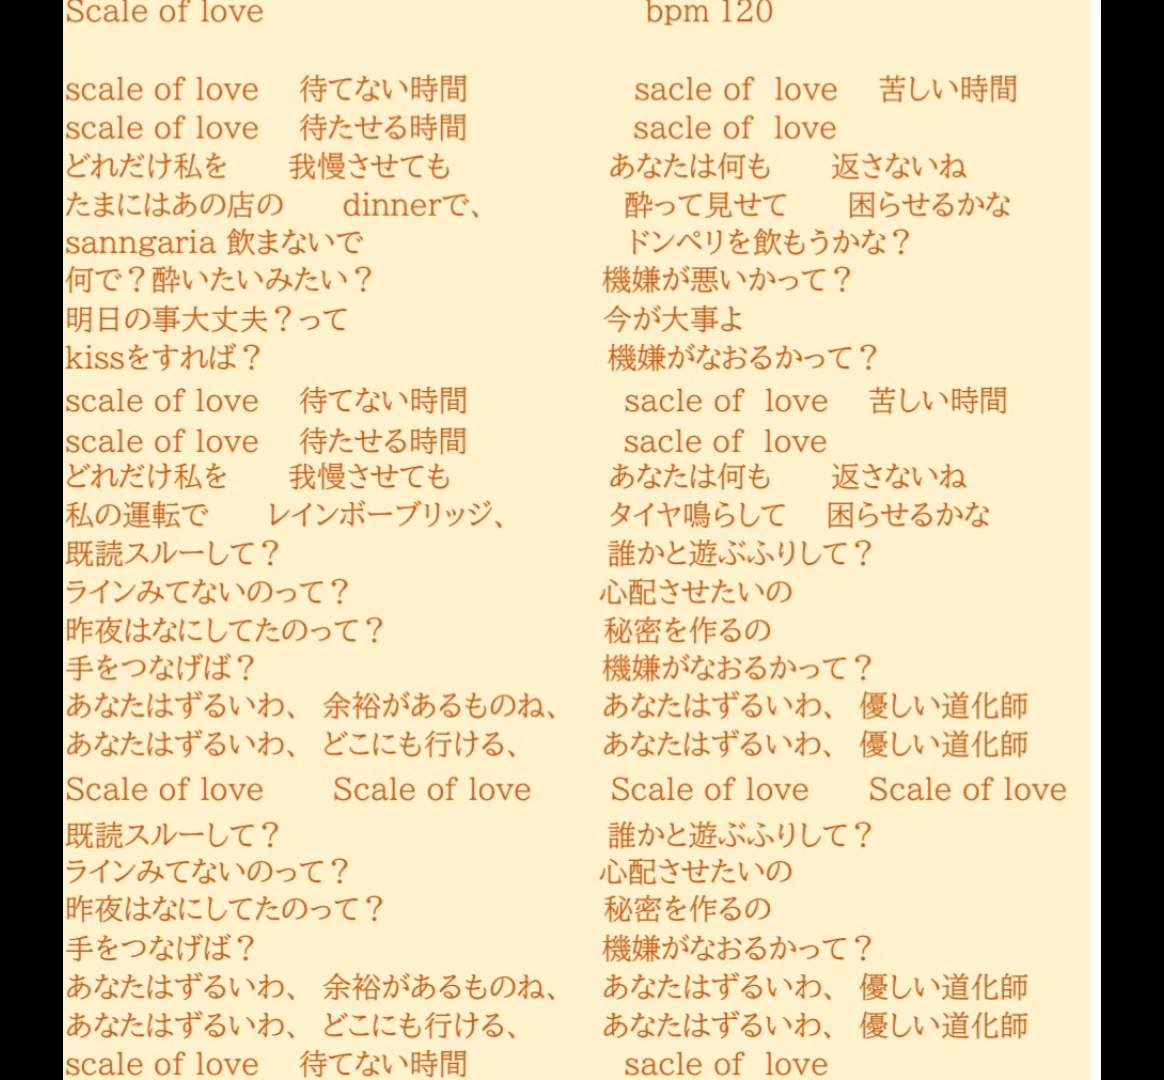 Scale of love bpm 120
scale of love 待てない時間 sacle of love 苦しい時間
scale of love 待たせる時間 sacle of love
どれだけ私を 我慢させても あなたは何も 返さないね
たまにはあの店の dinnerで、 酔って見せて 困らせるかな
sanngaria 飲まないで ドンペリを飲もうかな？
何で？酔いたいみたい？ 機嫌が悪いかって？
明日の事大丈夫？って 今が大事よ
kissをすれば？ 機嫌がなおるかって？
scale of love 待てない時間 sacle of love 苦しい時間
scale of love 待たせる時間 sacle of love
どれだけ私を 我慢させても あなたは何も 返さないね
私の運転で レインボーブリッジ、 タイヤ鳴らして 困らせるかな
既読スルーして？ 誰かと遊ぶふりして？
ラインみてないのって？ 心配させたいの
昨夜はなにしてたのって？ 秘密を作るの
手をつなげば？ 機嫌がなおるかって？
あなたはずるいわ、 余裕があるものね、 あなたはずるいわ、 優しい道化師
あなたはずるいわ、 どこにも行ける、 あなたはずるいわ、 優しい道化師
Scale of love Scale of love Scale of love Scale of love
既読スルーして？ 誰かと遊ぶふりして？
ラインみてないのって？ 心配させたいの
昨夜はなにしてたのって？ 秘密を作るの
手をつなげば？ 機嫌がなおるかって？
あなたはずるいわ、 余裕があるものね、 あなたはずるいわ、 優しい道化師
あなたはずるいわ、 どこにも行ける、 あなたはずるいわ、 優しい道化師
scale of love 待てない時間 sacle of love